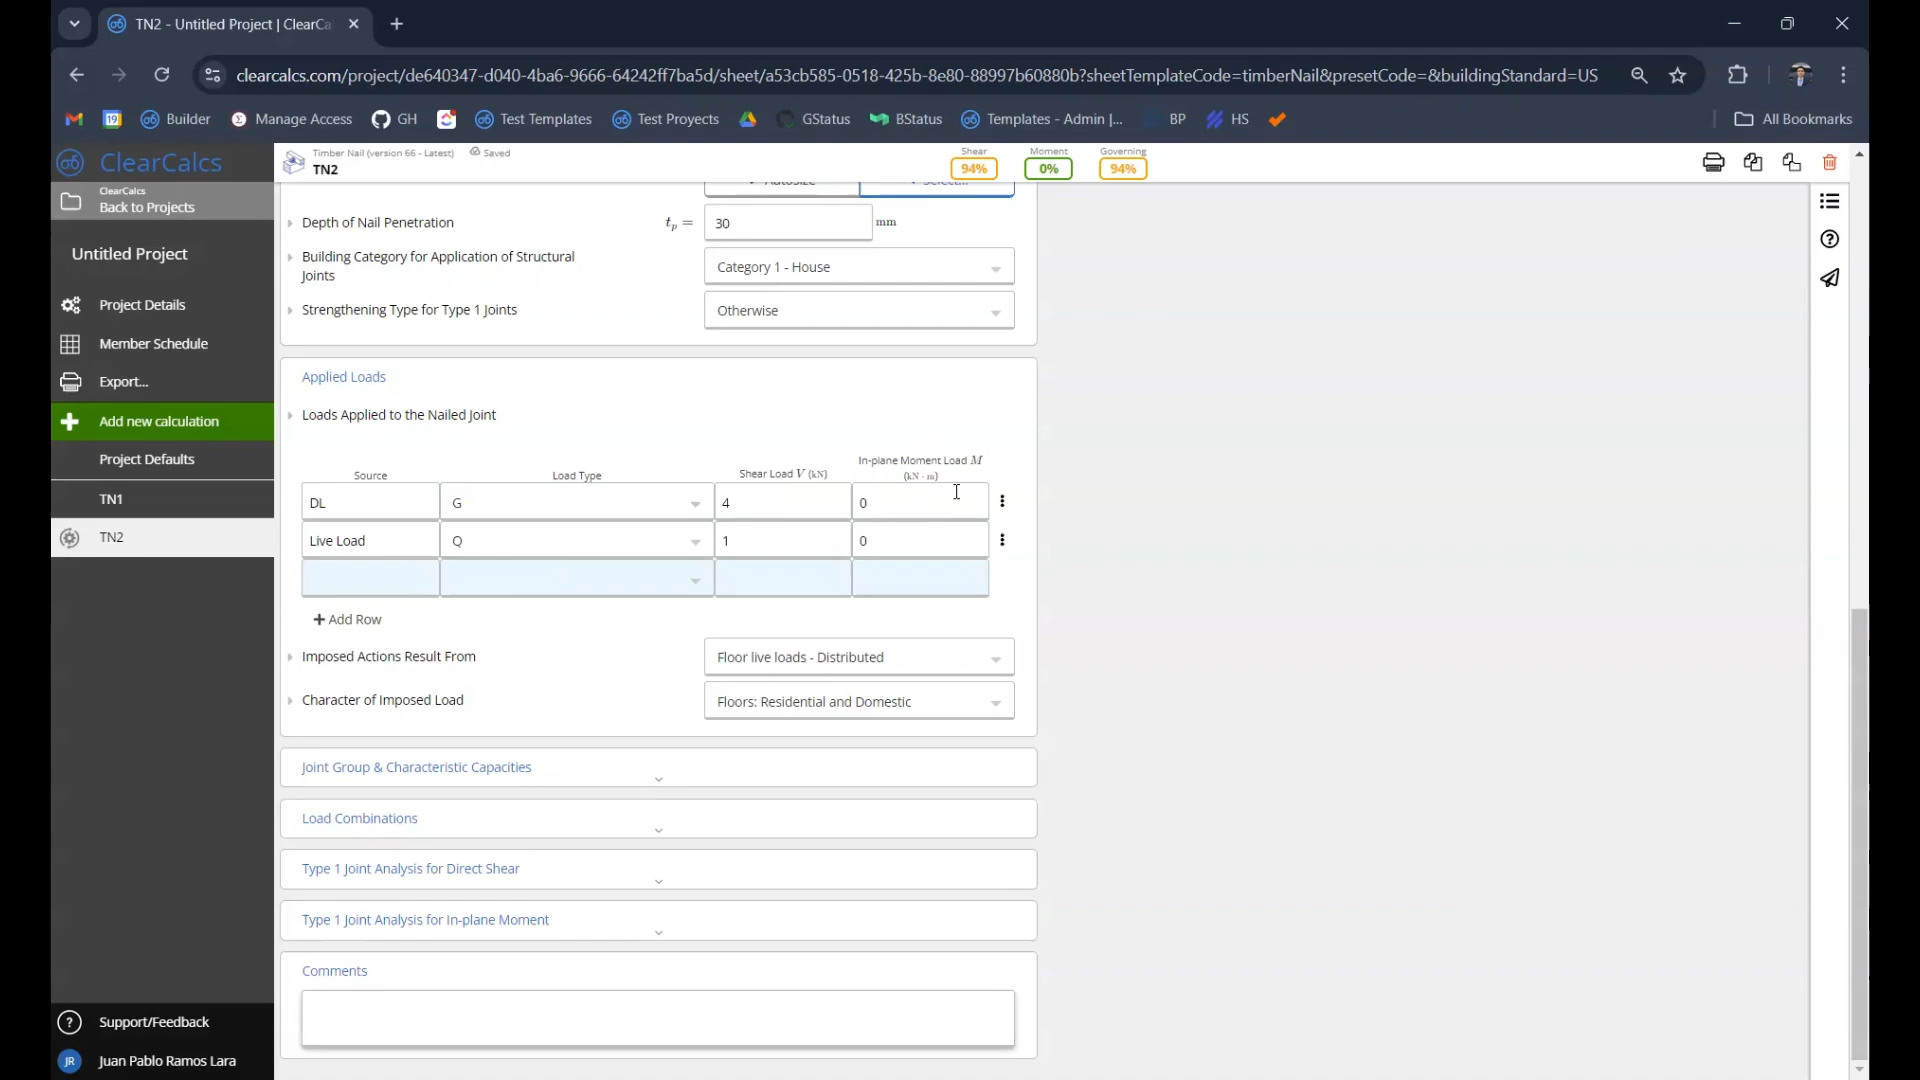 TN2 - Untitled Project | ClearCa
clearcalcs.com/project/de640347-d040-4ba6-9666-64242ff7ba5d/sheet/a53cb585-0518-425b-8e80-88997b60880b?sheetTemplateCode=timberNail&presetCode=&buildingStandard=US
19 Builder Manage Access GH Test Templates Test Proyects GStatus BStatus Templates - Admin |... BP HS All Bookmarks
ClearCalcs
Timber Nail (version 66 - Latest) Saved
TN2
Shear Moment Governing
94% 0% 94%
ClearCalcs
Back to Projects
Untitled Project
Project Details
Member Schedule
Export...
Add new calculation
Project Defaults
TN1
TN2
Support/Feedback
JR Juan Pablo Ramos Lara
Autosize Select...
Depth of Nail Penetration tp = 30 mm
Building Category for Application of Structural
Joints
Category 1 - House
Strengthening Type for Type 1 Joints Otherwise
Applied Loads
Loads Applied to the Nailed Joint
Source Load Type Shear Load V (kN) In-plane Moment Load M
(kN · m)
DL G 4 0
Live Load Q 1 0
+ Add Row
Imposed Actions Result From Floor live loads - Distributed
Character of Imposed Load Floors: Residential and Domestic
Joint Group & Characteristic Capacities
Load Combinations
Type 1 Joint Analysis for Direct Shear
Type 1 Joint Analysis for In-plane Moment
Comments